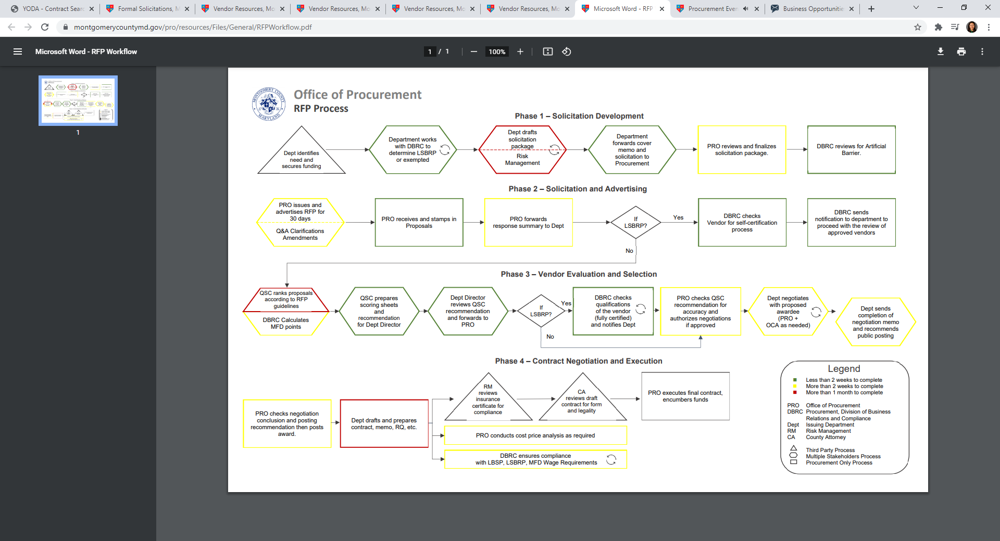 YODA - Contract Searc
Formal Solicitations, M
Vendor Resources, Mo
Vendor Resources, Mo
Vendor Resources, Mo
Vendor Resources, Mo
Microsoft Word - RFP
Procurement Even
Business Opportunitie
montgomerycountymd.gov/pro/resources/Files/General/RFPWorkflow.pdf
Microsoft Word - RFP Workflow
1 / 1
100%
1
MONTGOMERY COUNTY
17 76
MARYLAND
Office of Procurement
RFP Process
Phase 1 – Solicitation Development
Dept identifies
need and
secures funding
Department works
with DBRC to
determine LSBRP
or exempted
Dept drafts
solicitation
package
Risk
Management
Department
forwards cover
memo and
solicitation to
Procurement
PRO reviews and finalizes
solicitation package.
DBRC reviews for Artificial
Barrier.
Phase 2 – Solicitation and Advertising
PRO issues and
advertises RFP for
30 days
Q&A Clarifications
Amendments
PRO receives and stamps in
Proposals
PRO forwards
response summary to Dept
If
LSBRP?
Yes
No
DBRC checks
Vendor for self-certification
process
DBRC sends
notification to department to
proceed with the review of
approved vendors
Phase 3 – Vendor Evaluation and Selection
QSC ranks proposals
according to RFP
guidelines
DBRC Calculates
MFD points
QSC prepares
scoring sheets
and
recommendation
for Dept Director
Dept Director
reviews QSC
recommendation
and forwards to
PRO
If
LSBRP?
Yes
No
DBRC checks
qualifications
of the vendor
(fully certified)
and notifies Dept
PRO checks QSC
recommendation for
accuracy and
authorizes negotiations
if approved
Dept negotiates
with proposed
awardee
(PRO +
OCA as needed)
Dept sends
completion of
negotiation memo
and recommends
public posting
Phase 4 – Contract Negotiation and Execution
PRO checks negotiation
conclusion and posting
recommendation then posts
award.
Dept drafts and prepares
contract, memo, RQ, etc.
RM
reviews
insurance
certificate for
compliance
CA
reviews draft
contract for form
and legality
PRO executes final contract,
encumbers funds
PRO conducts cost price analysis as required
DBRC ensures compliance
with LBSP, LSBRP, MFD Wage Requirements
Legend
Less than 2 weeks to complete
More than 2 weeks to complete
More than 1 month to complete
PRO Office of Procurement
DBRC Procurement, Division of Business
Relations and Compliance
Dept Issuing Department
RM Risk Management
CA County Attorney
Third Party Process
Multiple Stakeholders Process
Procurement Only Process